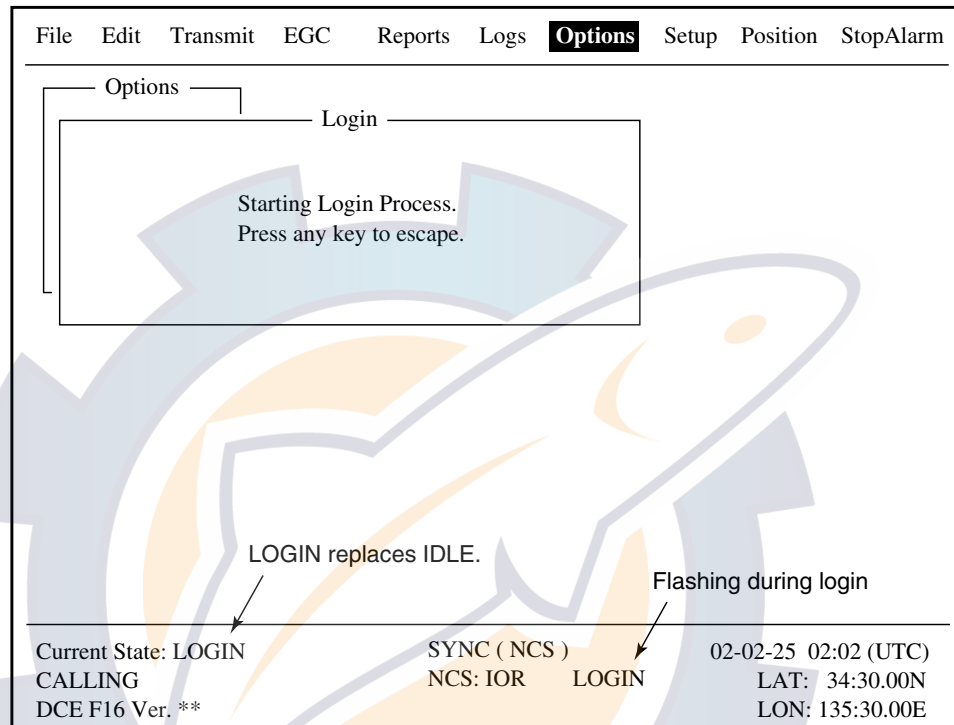 File Edit Transmit EGC Reports Logs Options Setup Position StopAlarm
Options
Login
Starting Login Process.
Press any key to escape.
LOGIN replaces IDLE.
Flashing during login
Current State: LOGIN SYNC ( NCS ) 02-02-25 02:02 (UTC)
CALLING NCS: IOR LOGIN LAT: 34:30.00N
DCE F16 Ver. ** LON: 135:30.00E